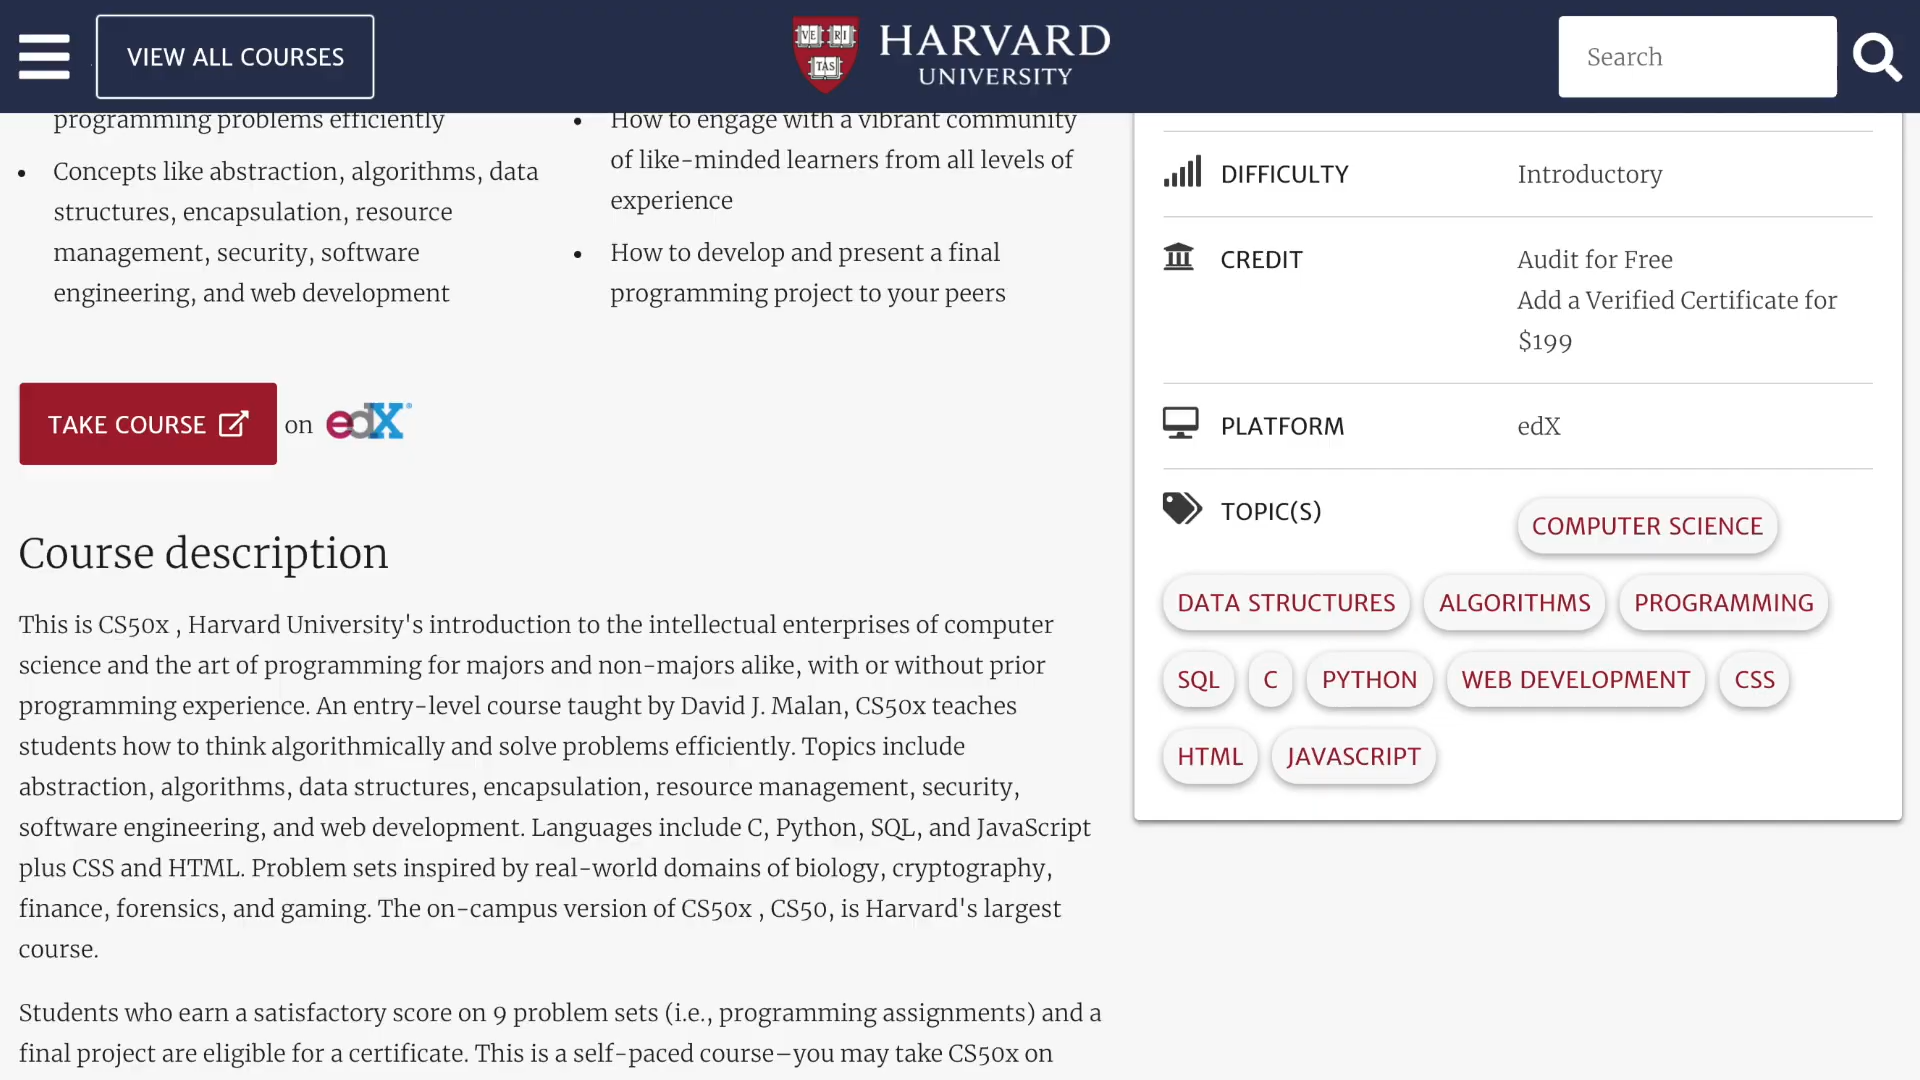 VIEW ALL COURSES
VE RI
TAS
HARVARD
UNIVERSITY
Search
programming problems efficiently
• Concepts like abstraction, algorithms, data
structures, encapsulation, resource
management, security, software
engineering, and web development
• How to engage with a vibrant community
of like-minded learners from all levels of
experience
• How to develop and present a final
programming project to your peers
TAKE COURSE on edX
Course description
This is CS50x , Harvard University's introduction to the intellectual enterprises of computer
science and the art of programming for majors and non-majors alike, with or without prior
programming experience. An entry-level course taught by David J. Malan, CS50x teaches
students how to think algorithmically and solve problems efficiently. Topics include
abstraction, algorithms, data structures, encapsulation, resource management, security,
software engineering, and web development. Languages include C, Python, SQL, and JavaScript
plus CSS and HTML. Problem sets inspired by real-world domains of biology, cryptography,
finance, forensics, and gaming. The on-campus version of CS50x , CS50, is Harvard's largest
course.
Students who earn a satisfactory score on 9 problem sets (i.e., programming assignments) and a
final project are eligible for a certificate. This is a self-paced course–you may take CS50x on
DIFFICULTY Introductory
CREDIT Audit for Free
Add a Verified Certificate for
$199
PLATFORM edX
TOPIC(S) COMPUTER SCIENCE
DATA STRUCTURES ALGORITHMS PROGRAMMING
SQL C PYTHON WEB DEVELOPMENT CSS
HTML JAVASCRIPT